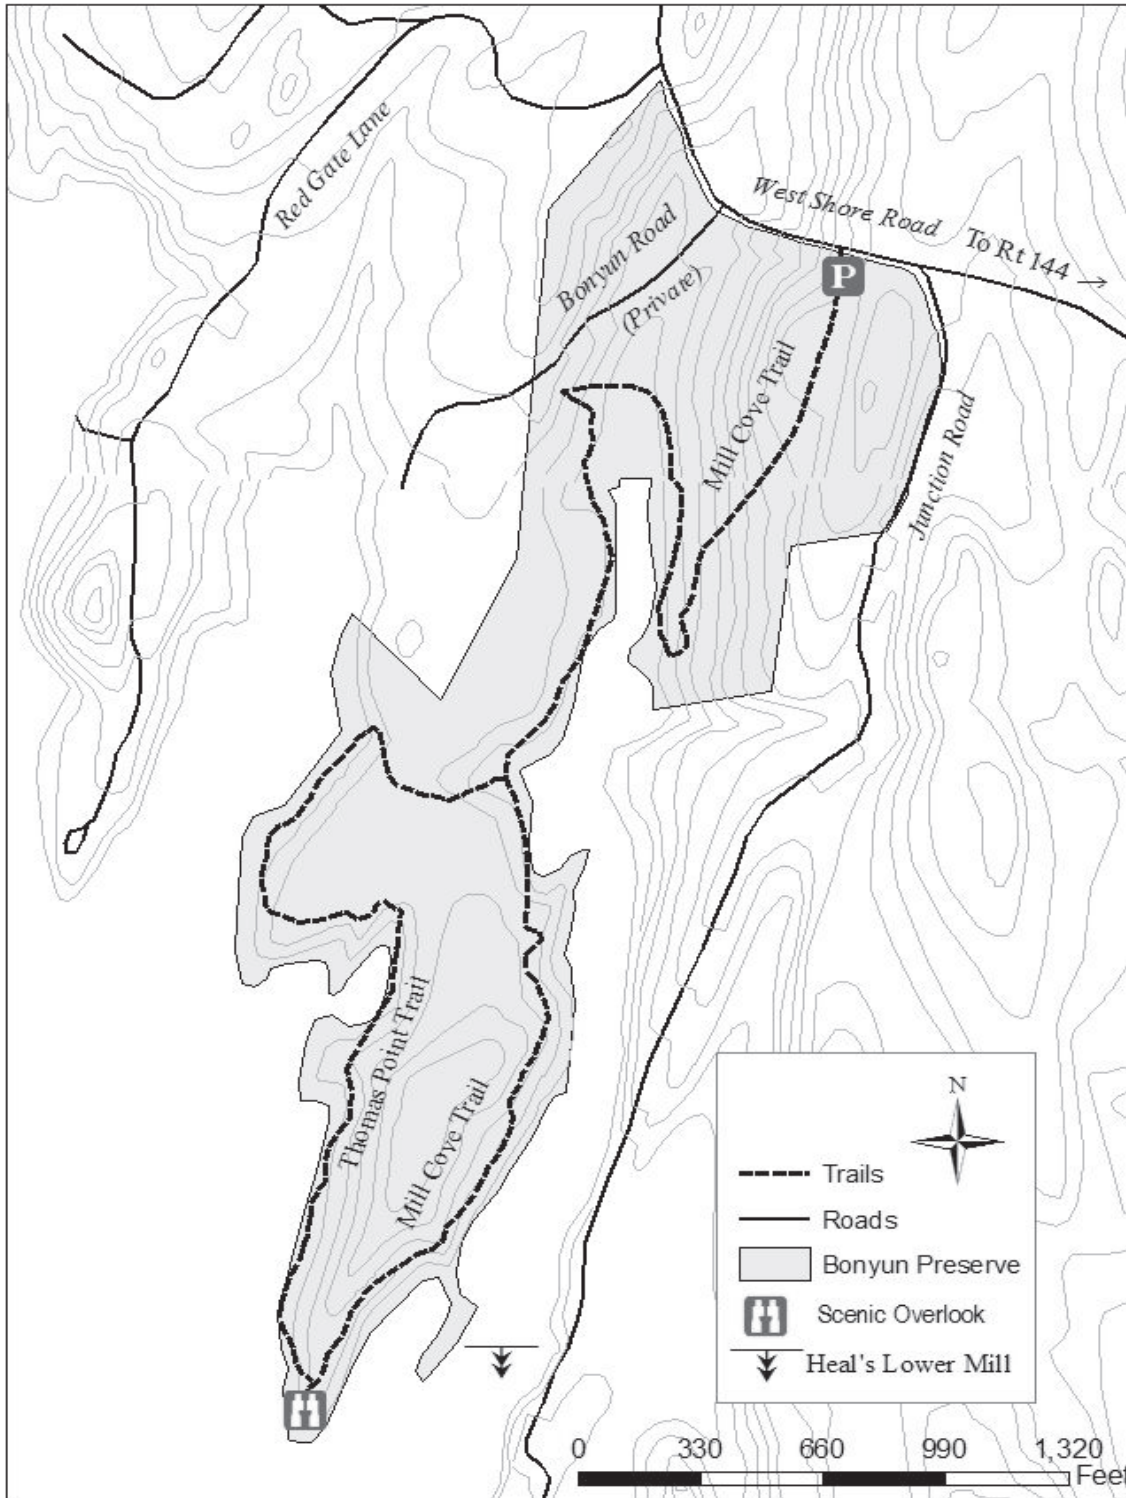 Red Gate Lane
West Shore Road
To Rt 144
Bonyun Road
(Private)
P
Mill Cove Trail
Junction Road
Thomas Point Trail
Mill Cove Trail
N
Trails
Roads
Bonyun Preserve
Scenic Overlook
Heal's Lower Mill
0 330 660 990 1,320
Feet